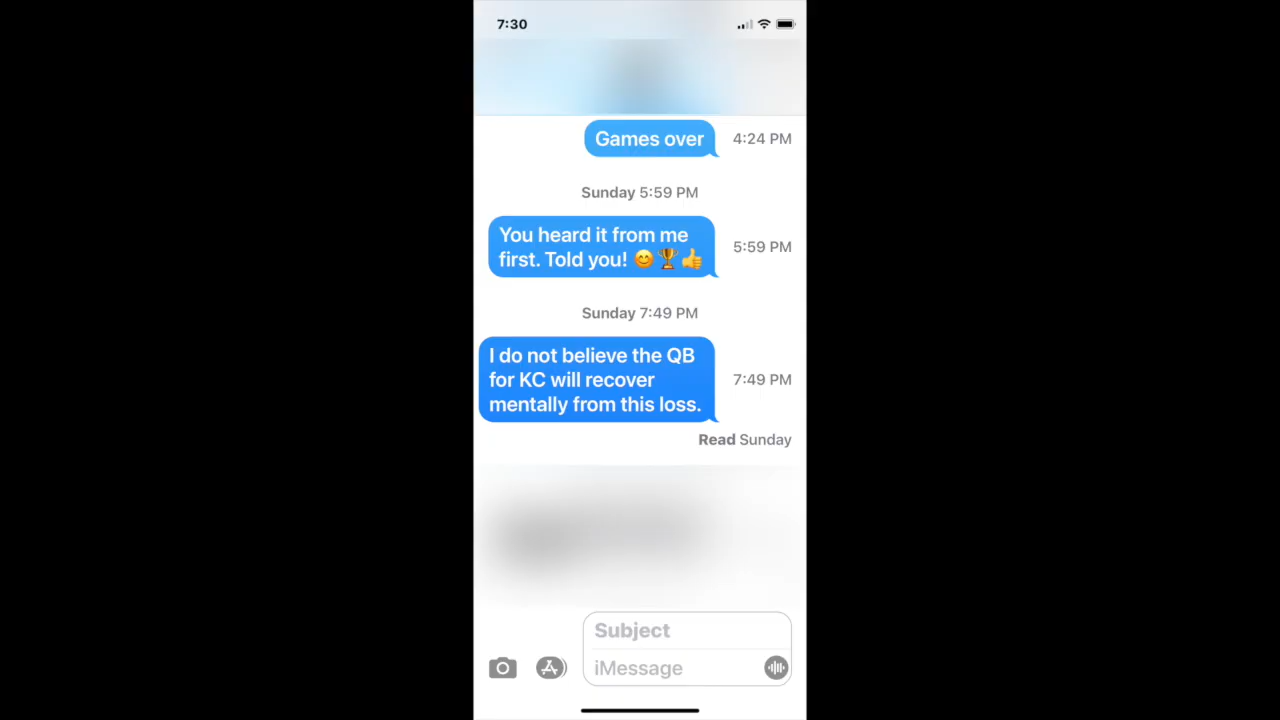 7:30
Games over 4:24 PM
Sunday 5:59 PM
You heard it from me
first. Told you! 😊🏆👍 5:59 PM
Sunday 7:49 PM
I do not believe the QB
for KC will recover
mentally from this loss. 7:49 PM
Read Sunday
Subject
iMessage